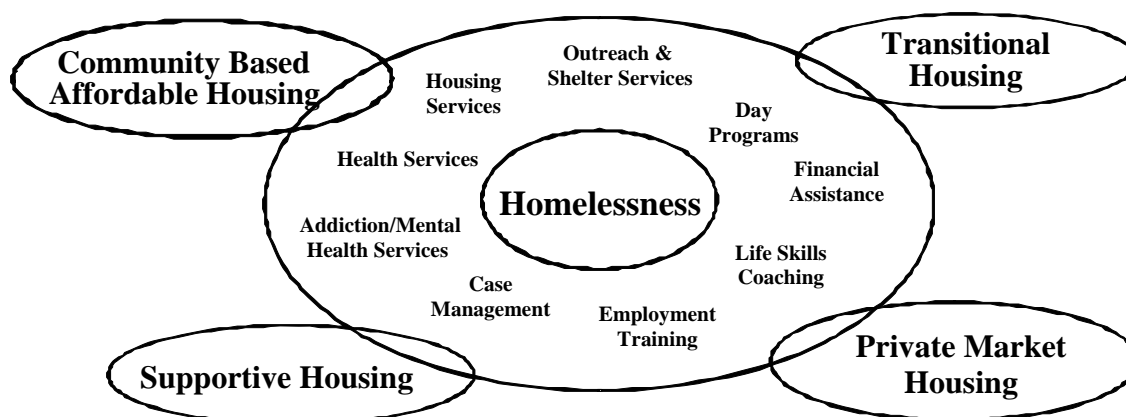 Community Based
Affordable Housing
Transitional
Housing
Outreach &
Shelter Services
Housing
Services
Day
Programs
Health Services
Financial
Assistance
Homelessness
Addiction/Mental
Health Services
Life Skills
Coaching
Case
Management
Employment
Training
Supportive Housing
Private Market
Housing